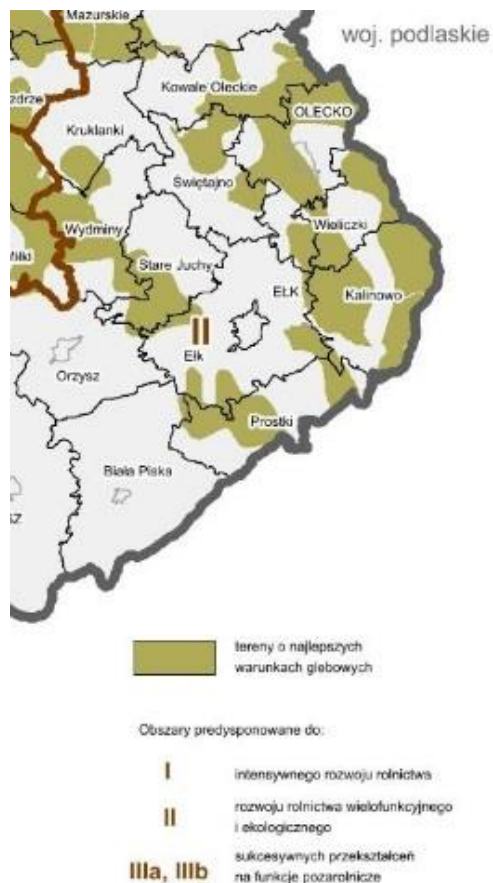 Mazurskie
woj. podlaskie
Kowale Oleckie
zdrze
OLECKO
Kruklanki
Świętajno
Wydminy
Wieliczki
Stare Juchy
EŁK
Kalinowo
II
Ełk
Orzysz
Prostki
Biała Piska
tereny o najlepszych
warunkach glebowych
Obszary predysponowane do:
I
intensywnego rozwoju rolnictwa
II
rozwoju rolnictwa wielofunkcyjnego
i ekologicznego
IIIa, IIIb
sukcesywnych przekształceń
na funkcje pozarolnicze